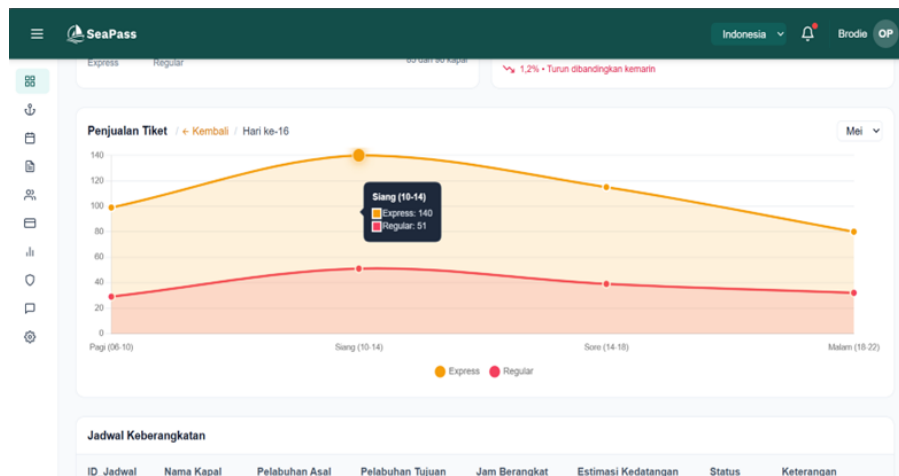 SeaPass
Indonesia
Brodie OP
Express Regular 85 dari 90 kapal
1,2% • Turun dibandingkan kemarin
Penjualan Tiket / ← Kembali / Hari ke-16
Mei
140
120
100
80
60
40
20
0
Siang (10-14)
Express: 140
Regular: 51
Pagi (06-10) Siang (10-14) Sore (14-18) Malam (18-22)
Express Regular
Jadwal Keberangkatan
ID Jadwal Nama Kapal Pelabuhan Asal Pelabuhan Tujuan Jam Berangkat Estimasi Kedatangan Status Keterangan